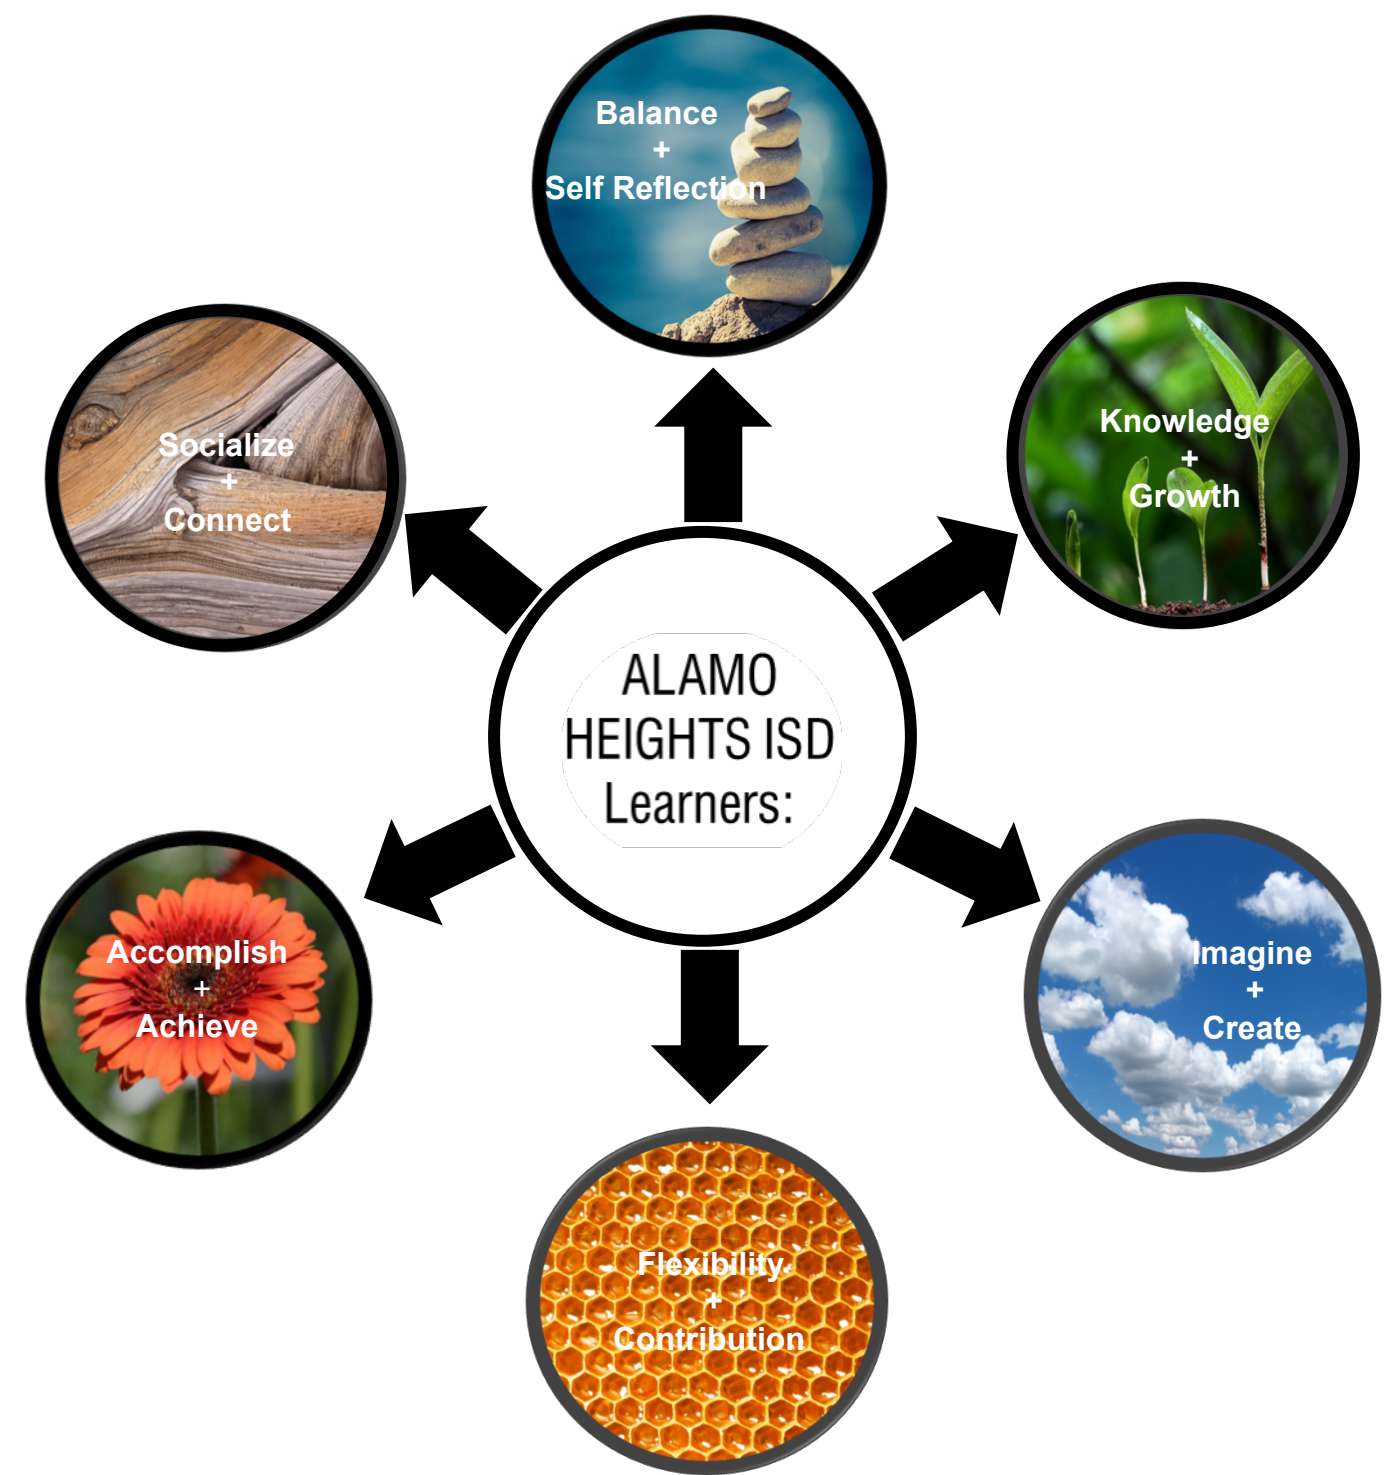 Balance
+
Self Reflection
Knowledge
+
Growth
Socialize
+
Connect
ALAMO
HEIGHTS ISD
Learners:
Accomplish
+
Achieve
Imagine
+
Create
Flexibility
+
Contribution